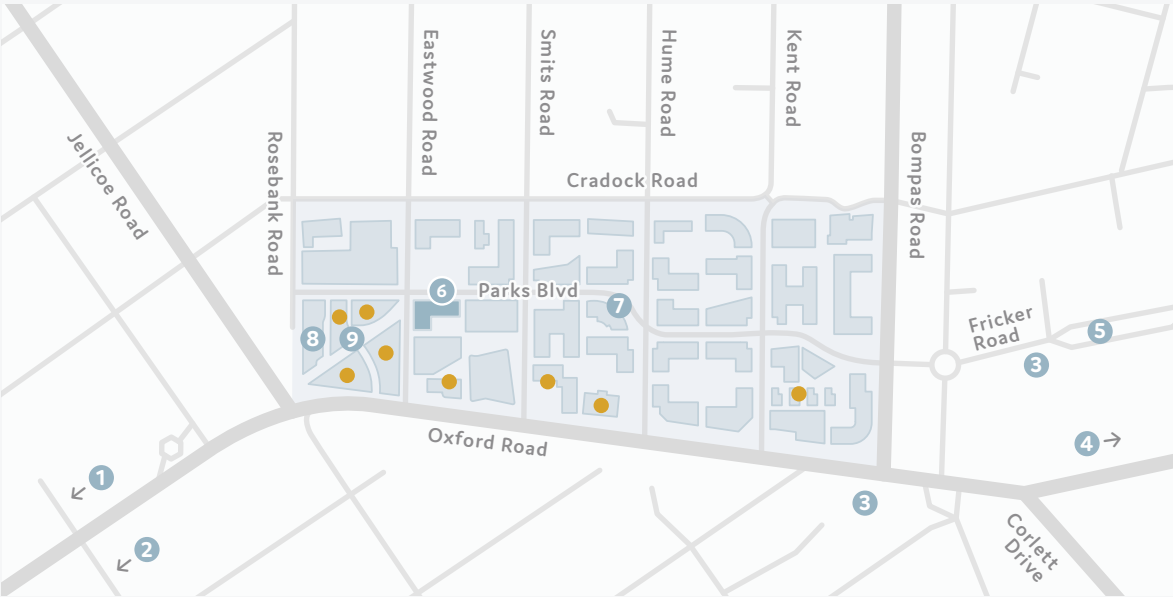 Eastwood Road
Smits Road
Hume Road
Kent Road
Jellicoe Road
Rosebank Road
Bompas Road
Cradock Road
6
Parks Blvd
7
8
9
Fricker
Road
5
3
Oxford Road
4
1
3
2
Corlett
Drive